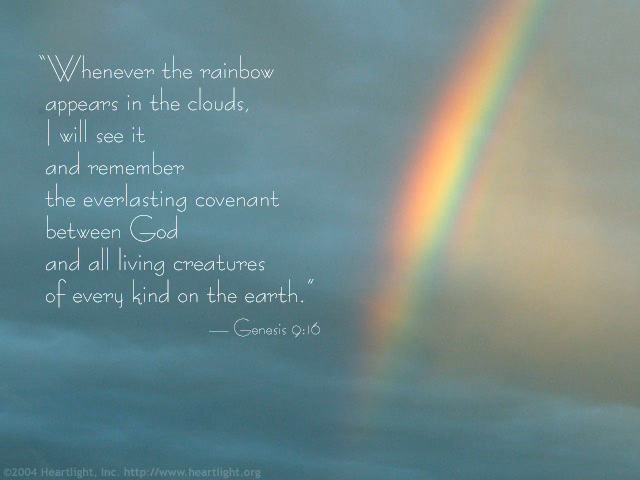 “Whenever the rainbow
appears in the clouds,
I will see it
and remember
the everlasting covenant
between God
and all living creatures
of every kind on the earth.”
— Genesis 9:16
©2004 Heartlight, Inc. http://www.heartlight.org